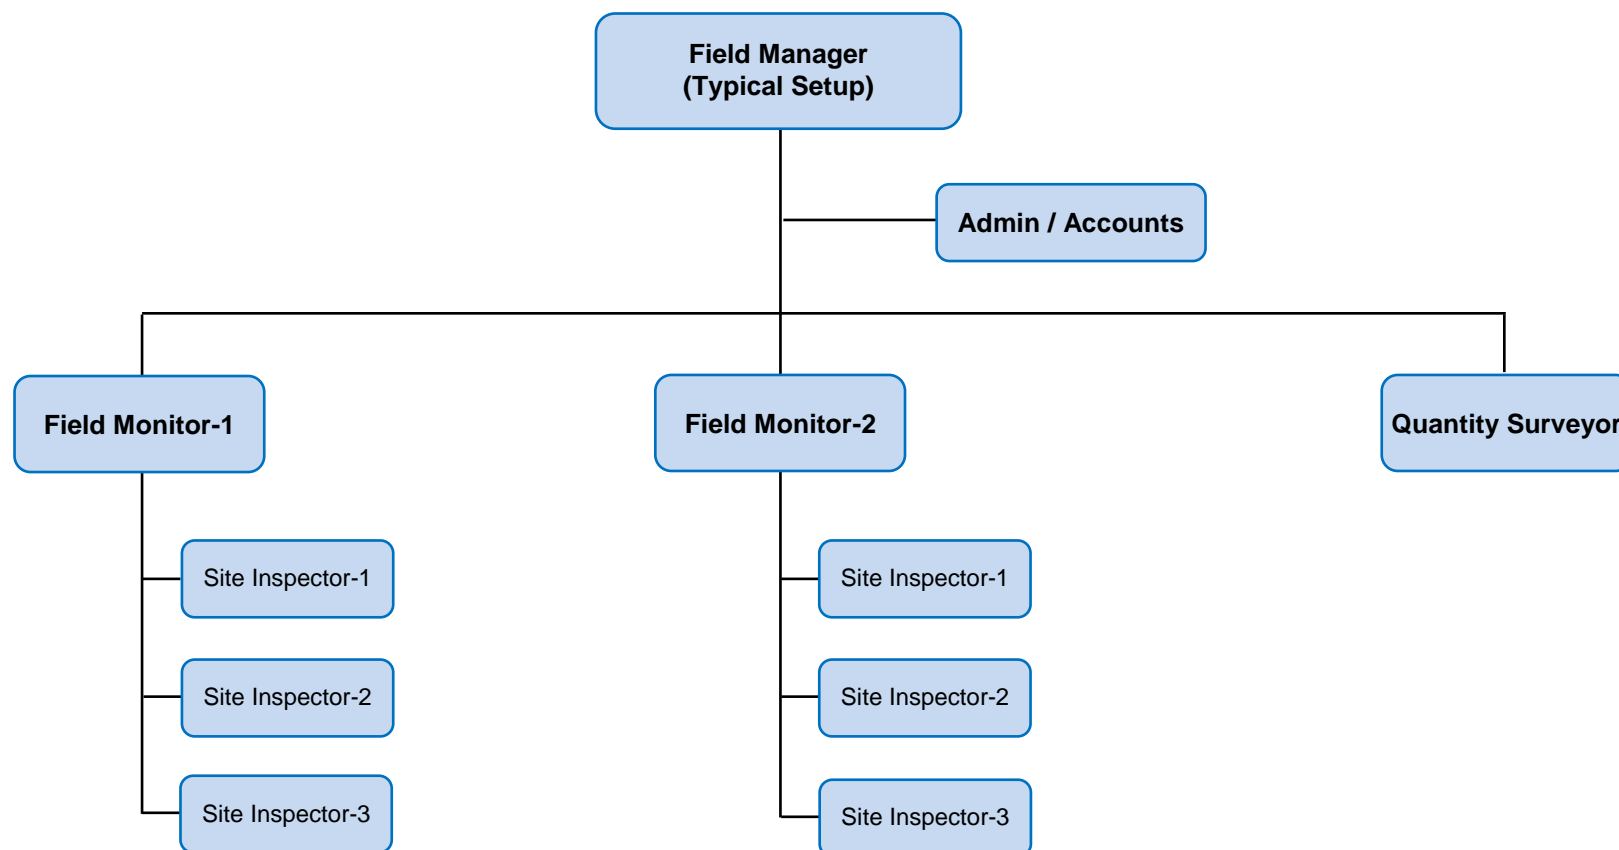 Field Manager
(Typical Setup)
Admin / Accounts
Field Monitor-1
Field Monitor-2
Quantity Surveyor
Site Inspector-1
Site Inspector-1
Site Inspector-2
Site Inspector-2
Site Inspector-3
Site Inspector-3